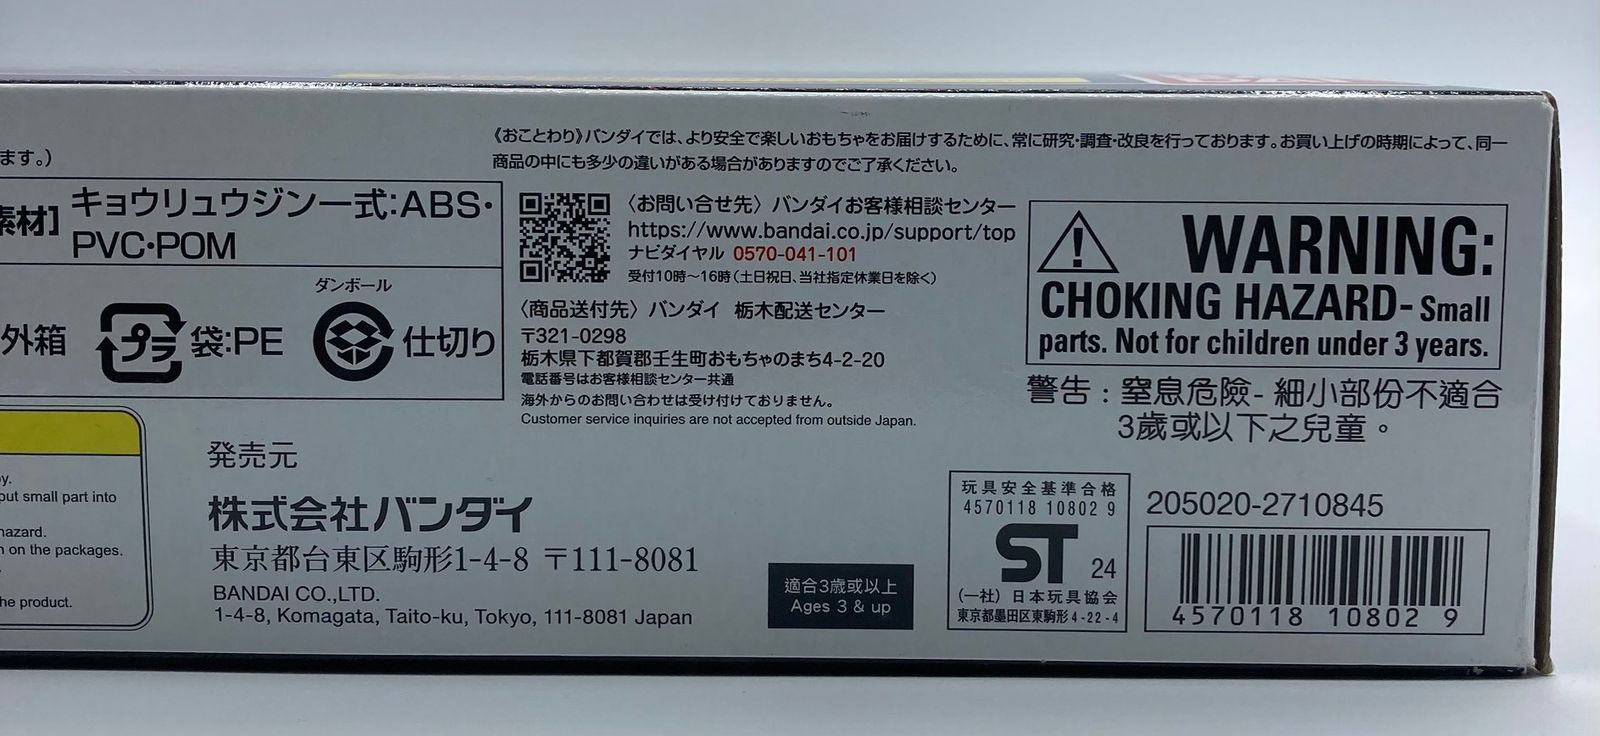 《おことわり》バンダイでは、より安全で楽しいおもちゃをお届けするために、常に研究・調査・改良を行っております。お買い上げの時期によって、同一
商品の中にも多少の違いがある場合がありますのでご了承ください。
ます。)
素材]
キョウリュウジン一式:ABS・
PVC・POM
ダンボール
外箱
プラ
袋:PE
仕切り
〈お問い合せ先〉バンダイお客様相談センター
https://www.bandai.co.jp/support/top
ナビダイヤル 0570-041-101
受付10時〜16時(土日祝日、当社指定休業日を除く)
〈商品送付先〉バンダイ 栃木配送センター
〒321-0298
栃木県下都賀郡壬生町おもちゃのまち4-2-20
電話番号はお客様相談センター共通
海外からのお問い合わせは受け付けておりません。
Customer service inquiries are not accepted from outside Japan.
WARNING:
CHOKING HAZARD- Small
parts. Not for children under 3 years.
警告：窒息危險- 細小部份不適合
3歲或以下之兒童。
y.
put small part into
hazard.
n on the packages.
he product.
発売元
株式会社バンダイ
東京都台東区駒形1-4-8 〒111-8081
BANDAI CO.,LTD.
1-4-8, Komagata, Taito-ku, Tokyo, 111-8081 Japan
適合3歲或以上
Ages 3 & up
玩具安全基準合格
4570118 10802 9
ST 24
(一社) 日本玩具協会
東京都墨田区東駒形4-22-4
205020-2710845
4570118 10802 9